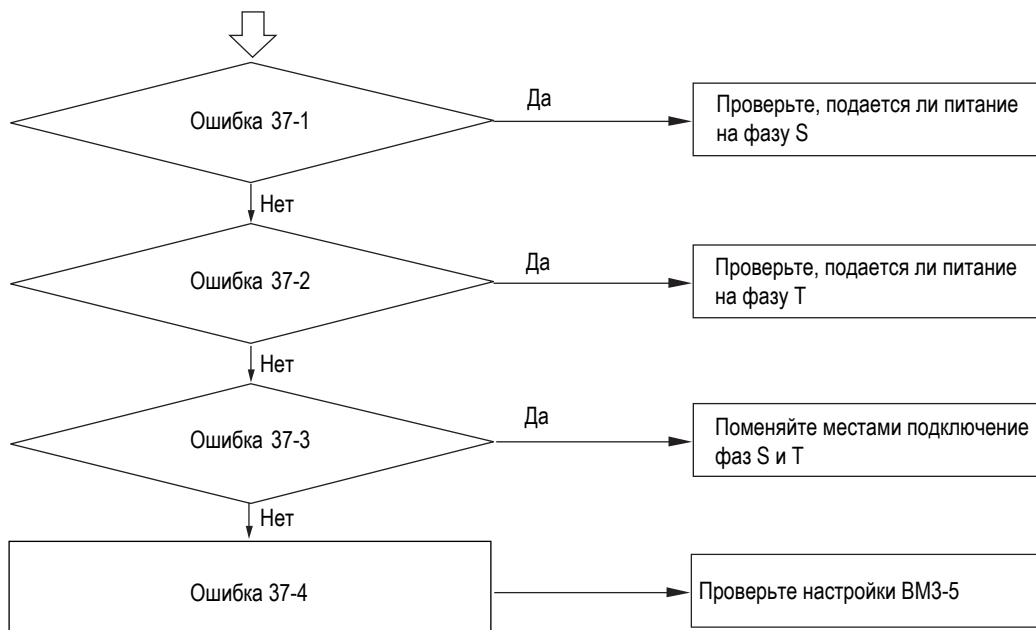 Ошибка 37-1
Да
Проверьте, подается ли питание
на фазу S
Нет
Ошибка 37-2
Да
Проверьте, подается ли питание
на фазу T
Нет
Ошибка 37-3
Да
Поменяйте местами подключение
фаз S и T
Нет
Ошибка 37-4
Проверьте настройки BM3-5